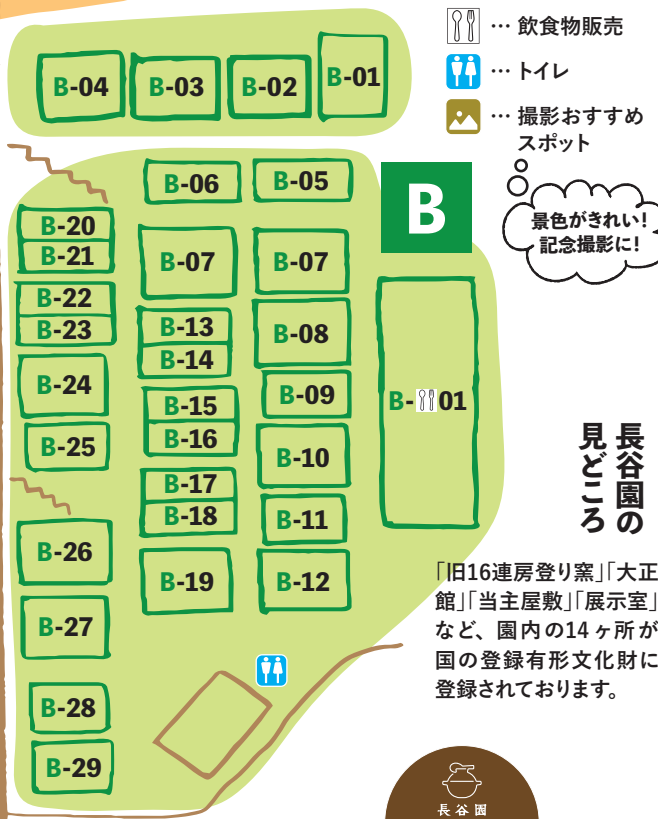 B-04
B-03
B-02
B-01
… 飲食物販売
… トイレ
… 撮影おすすめ
スポット
景色がきれい！
記念撮影に！
B
B-06
B-05
B-20
B-21
B-07
B-07
B-22
B-23
B-13
B-14
B-08
B-24
B-15
B-16
B-09
B-01
B-25
B-10
B-17
B-18
B-11
B-26
B-19
B-12
B-27
B-28
B-29
長谷園の
見どころ
「旧16連房登り窯」「大正
館」「当主屋敷」「展示室」
など、園内の14ヶ所が
国の登録有形文化財に
登録されております。
長谷園